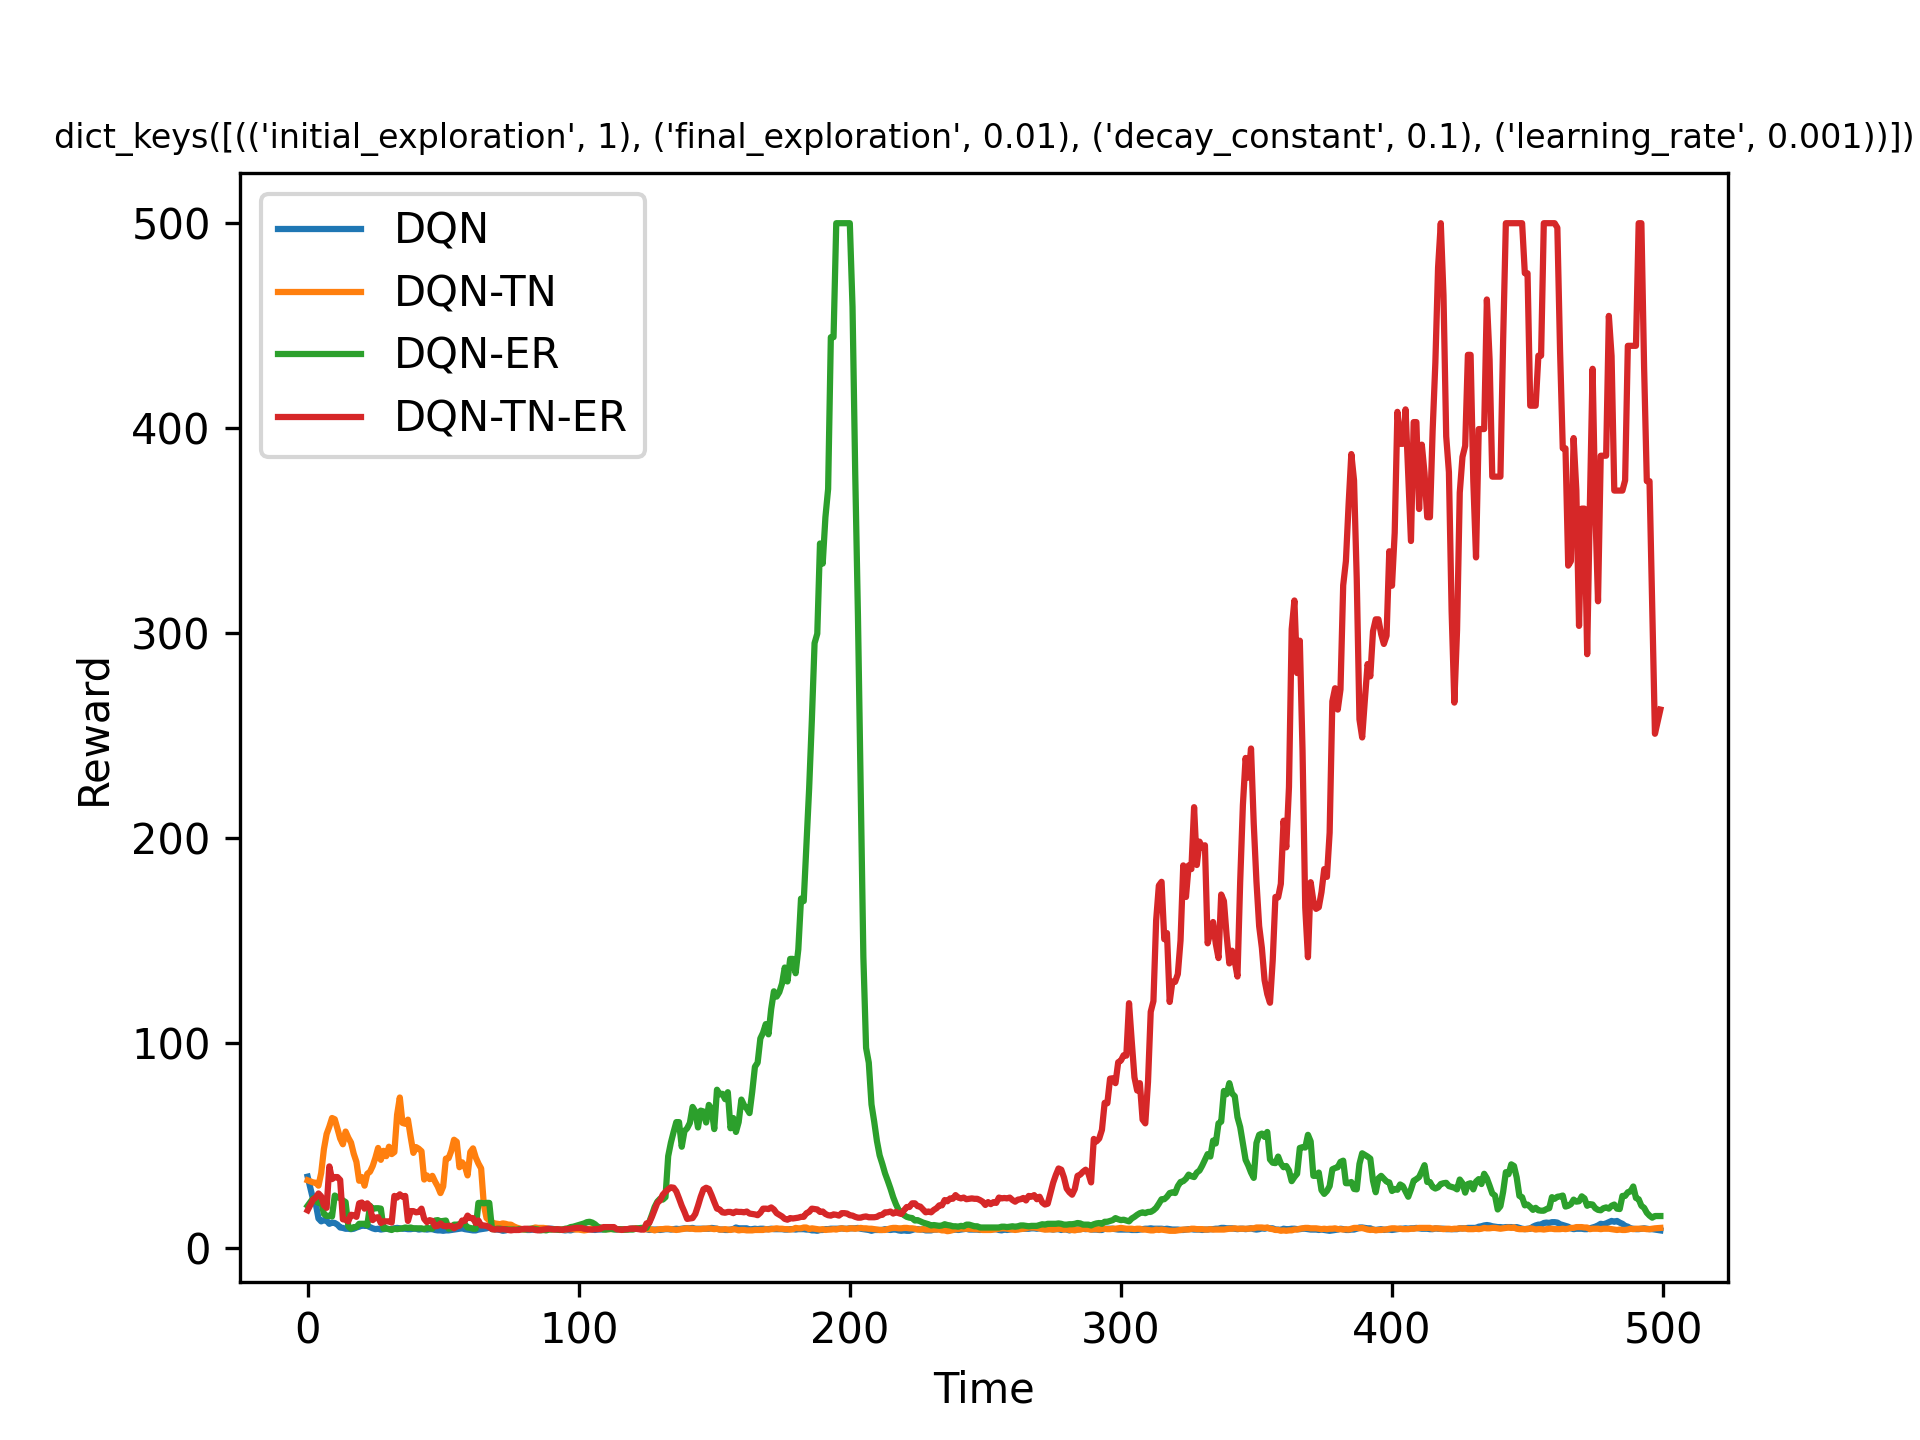 dict_keys([(('initial_exploration', 1), ('final_exploration', 0.01), ('decay_constant', 0.1), ('learning_rate', 0.001))])
DQN
DQN-TN
DQN-ER
DQN-TN-ER
500
400
300
200
100
0
Reward
0 100 200 300 400 500
Time